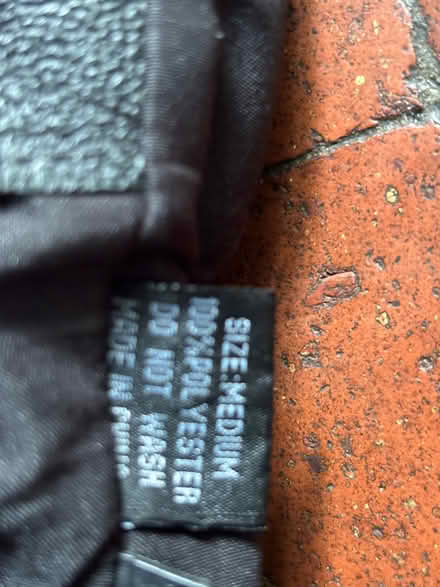 SIZE:MEDIUM
100%POLYESTER
DO NOT WASH
MADE IN